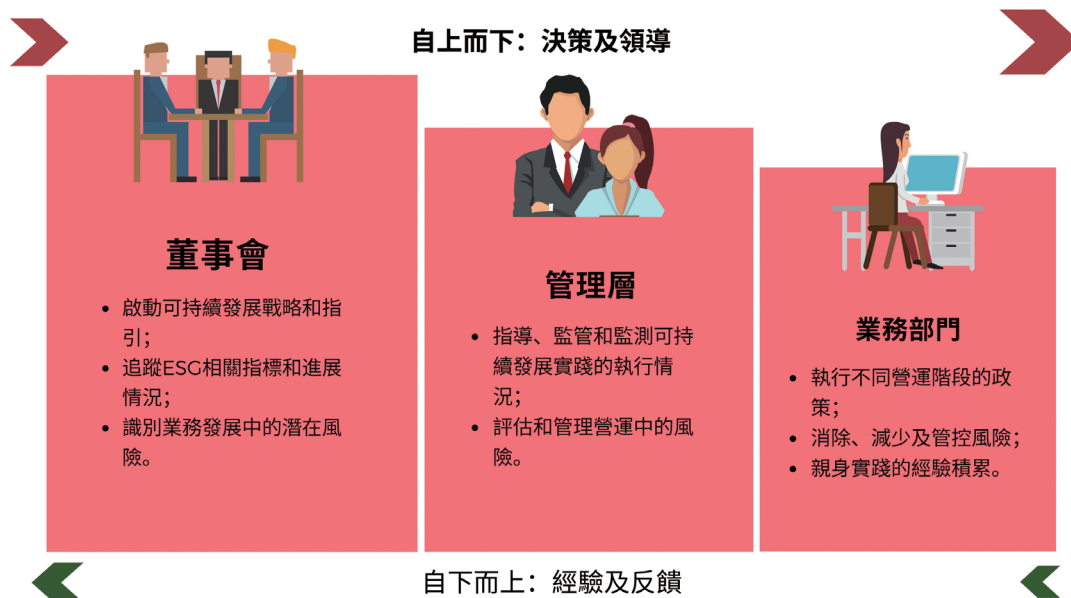 自上而下：決策及領導
董事會
• 啟動可持續發展戰略和指
引；
• 追蹤ESG相關指標和進展
情況；
• 識別業務發展中的潛在風
險。
管理層
• 指導、監管和監測可持
續發展實踐的執行情
況；
• 評估和管理營運中的風
險。
業務部門
• 執行不同營運階段的政
策；
• 消除、減少及管控風險；
• 親身實踐的經驗積累。
自下而上：經驗及反饋